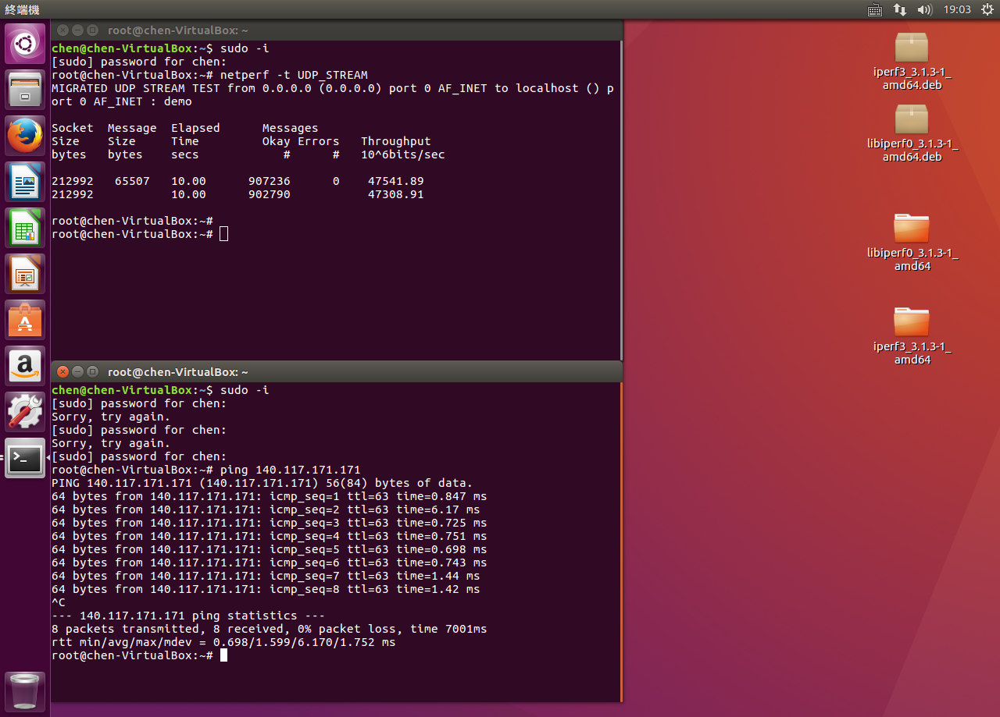 終端機
19:03
root@chen-VirtualBox: ~
chen@chen-VirtualBox:~$ sudo -i
[sudo] password for chen:
root@chen-VirtualBox:~# netperf -t UDP_STREAM
MIGRATED UDP STREAM TEST from 0.0.0.0 (0.0.0.0) port 0 AF_INET to localhost () p
ort 0 AF_INET : demo
Socket  Message  Elapsed      Messages
Size    Size     Time         Okay Errors   Throughput
bytes   bytes    secs            #      #   10^6bits/sec
212992   65507   10.00      907236      0    47541.89
212992           10.00      902790           47308.91
root@chen-VirtualBox:~#
root@chen-VirtualBox:~#
root@chen-VirtualBox: ~
chen@chen-VirtualBox:~$ sudo -i
[sudo] password for chen:
Sorry, try again.
[sudo] password for chen:
Sorry, try again.
[sudo] password for chen:
root@chen-VirtualBox:~# ping 140.117.171.171
PING 140.117.171.171 (140.117.171.171) 56(84) bytes of data.
64 bytes from 140.117.171.171: icmp_seq=1 ttl=63 time=0.847 ms
64 bytes from 140.117.171.171: icmp_seq=2 ttl=63 time=6.17 ms
64 bytes from 140.117.171.171: icmp_seq=3 ttl=63 time=0.725 ms
64 bytes from 140.117.171.171: icmp_seq=4 ttl=63 time=0.751 ms
64 bytes from 140.117.171.171: icmp_seq=5 ttl=63 time=0.698 ms
64 bytes from 140.117.171.171: icmp_seq=6 ttl=63 time=0.743 ms
64 bytes from 140.117.171.171: icmp_seq=7 ttl=63 time=1.44 ms
64 bytes from 140.117.171.171: icmp_seq=8 ttl=63 time=1.42 ms
^C
--- 140.117.171.171 ping statistics ---
8 packets transmitted, 8 received, 0% packet loss, time 7001ms
rtt min/avg/max/mdev = 0.698/1.599/6.170/1.752 ms
root@chen-VirtualBox:~#
iperf3_3.1.3-1_
amd64.deb
libiperf0_3.1.3-1_
amd64.deb
libiperf0_3.1.3-1_
amd64
iperf3_3.1.3-1_
amd64